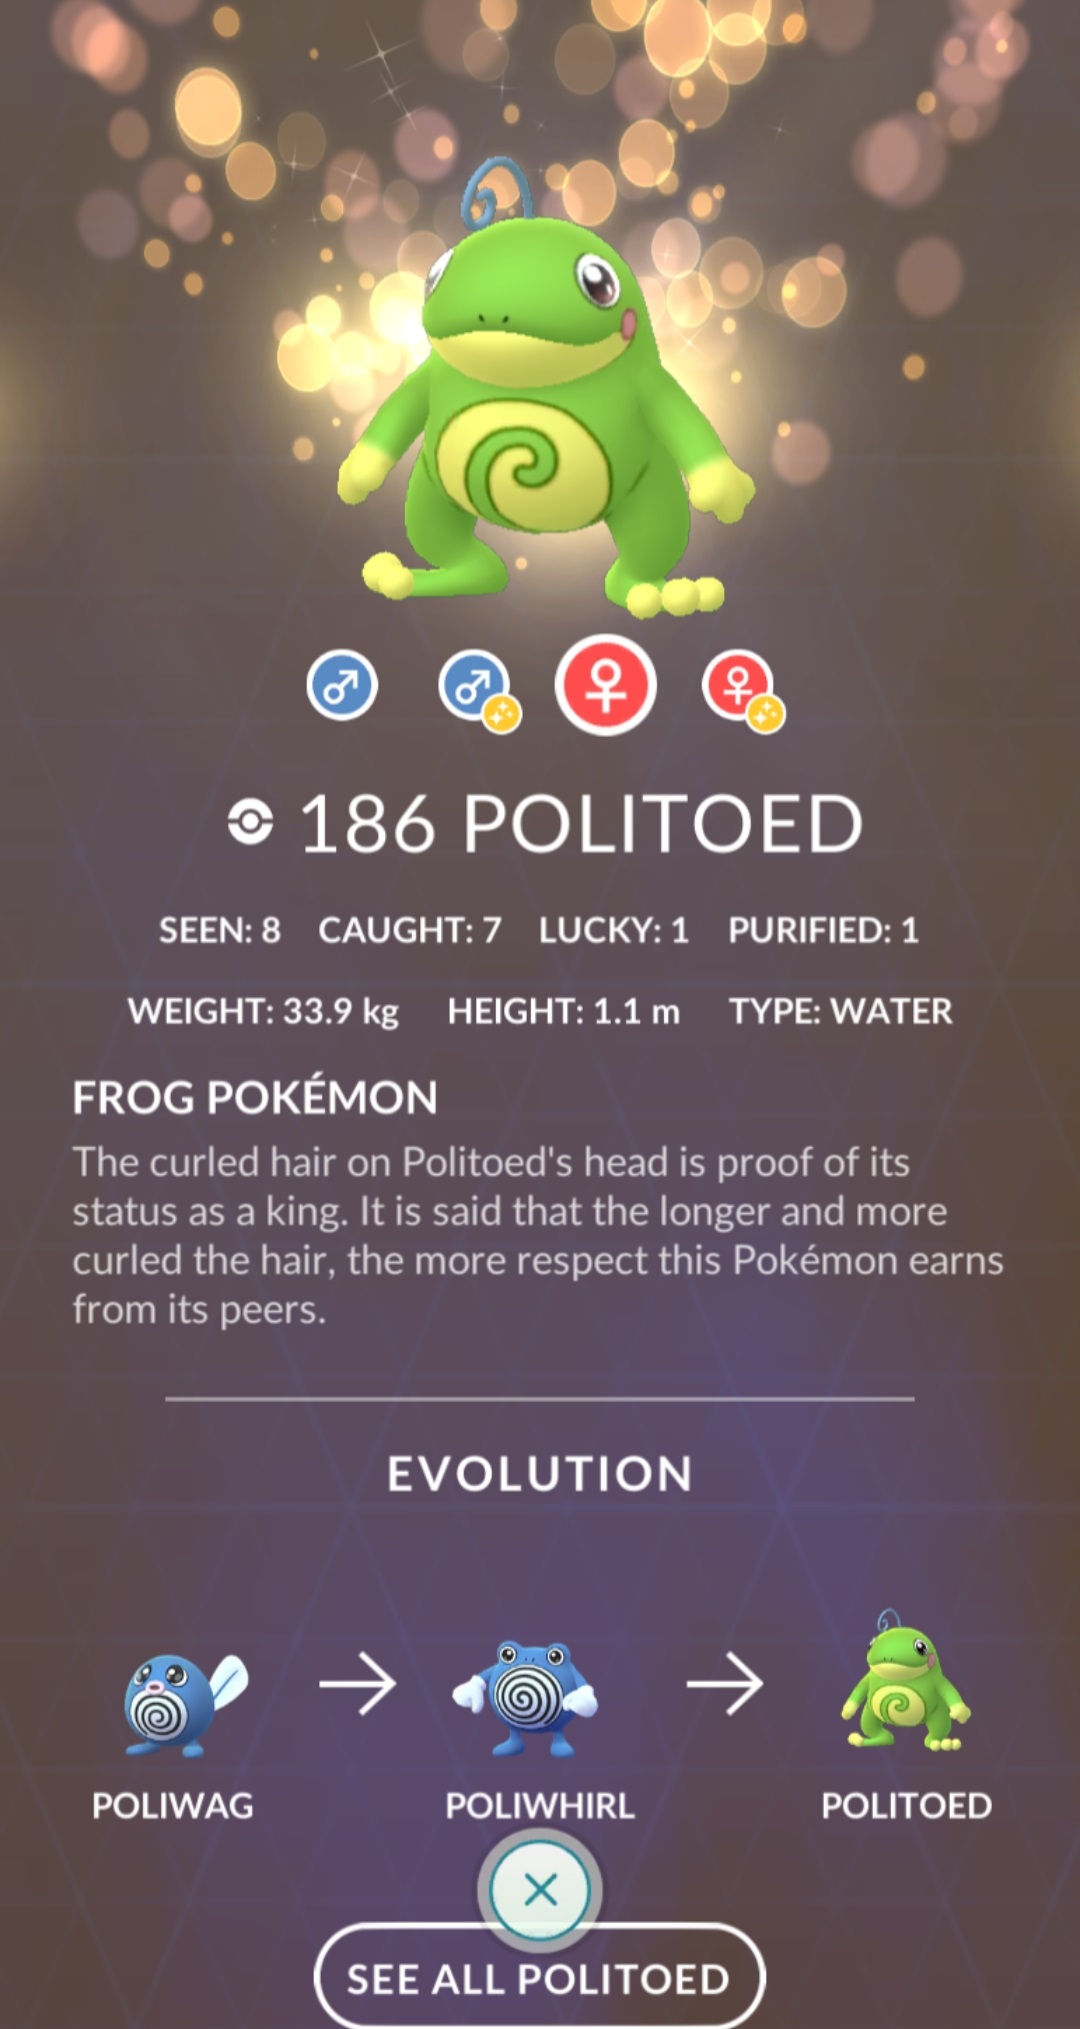 186 POLITOED
SEEN: 8 CAUGHT: 7 LUCKY: 1 PURIFIED: 1
WEIGHT: 33.9 kg HEIGHT: 1.1 m TYPE: WATER
FROG POKÉMON
The curled hair on Politoed's head is proof of its
status as a king. It is said that the longer and more
curled the hair, the more respect this Pokémon earns
from its peers.
EVOLUTION
POLIWAG POLIWHIRL POLITOED
SEE ALL POLITOED